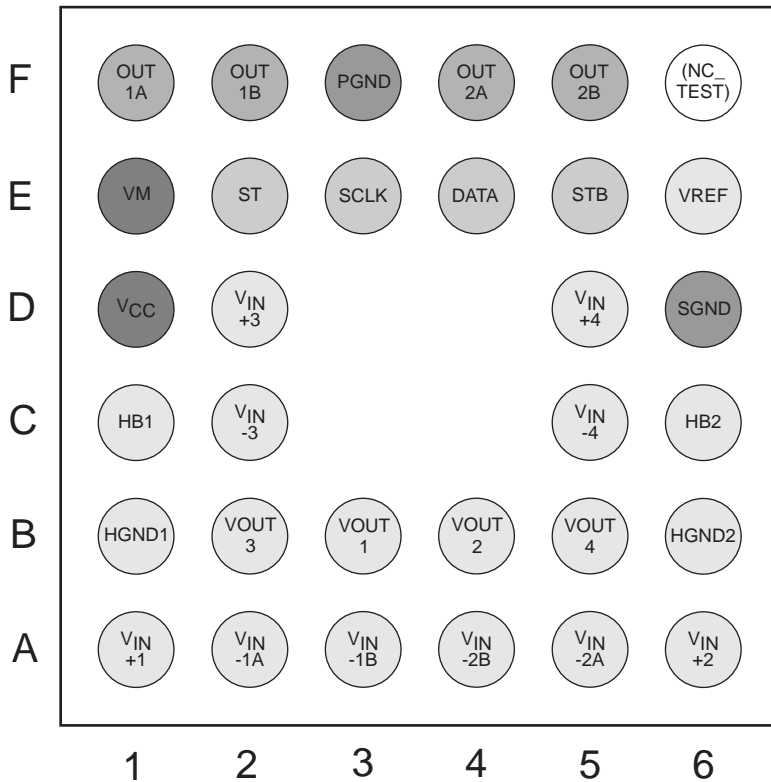 F
OUT
1A
OUT
1B
PGND
OUT
2A
OUT
2B
(NC_
TEST)
E
VM
ST
SCLK
DATA
STB
VREF
D
VCC
VIN
+3
VIN
+4
SGND
C
HB1
VIN
-3
VIN
-4
HB2
B
HGND1
VOUT
3
VOUT
1
VOUT
2
VOUT
4
HGND2
A
VIN
+1
VIN
-1A
VIN
-1B
VIN
-2B
VIN
-2A
VIN
+2
1 2 3 4 5 6